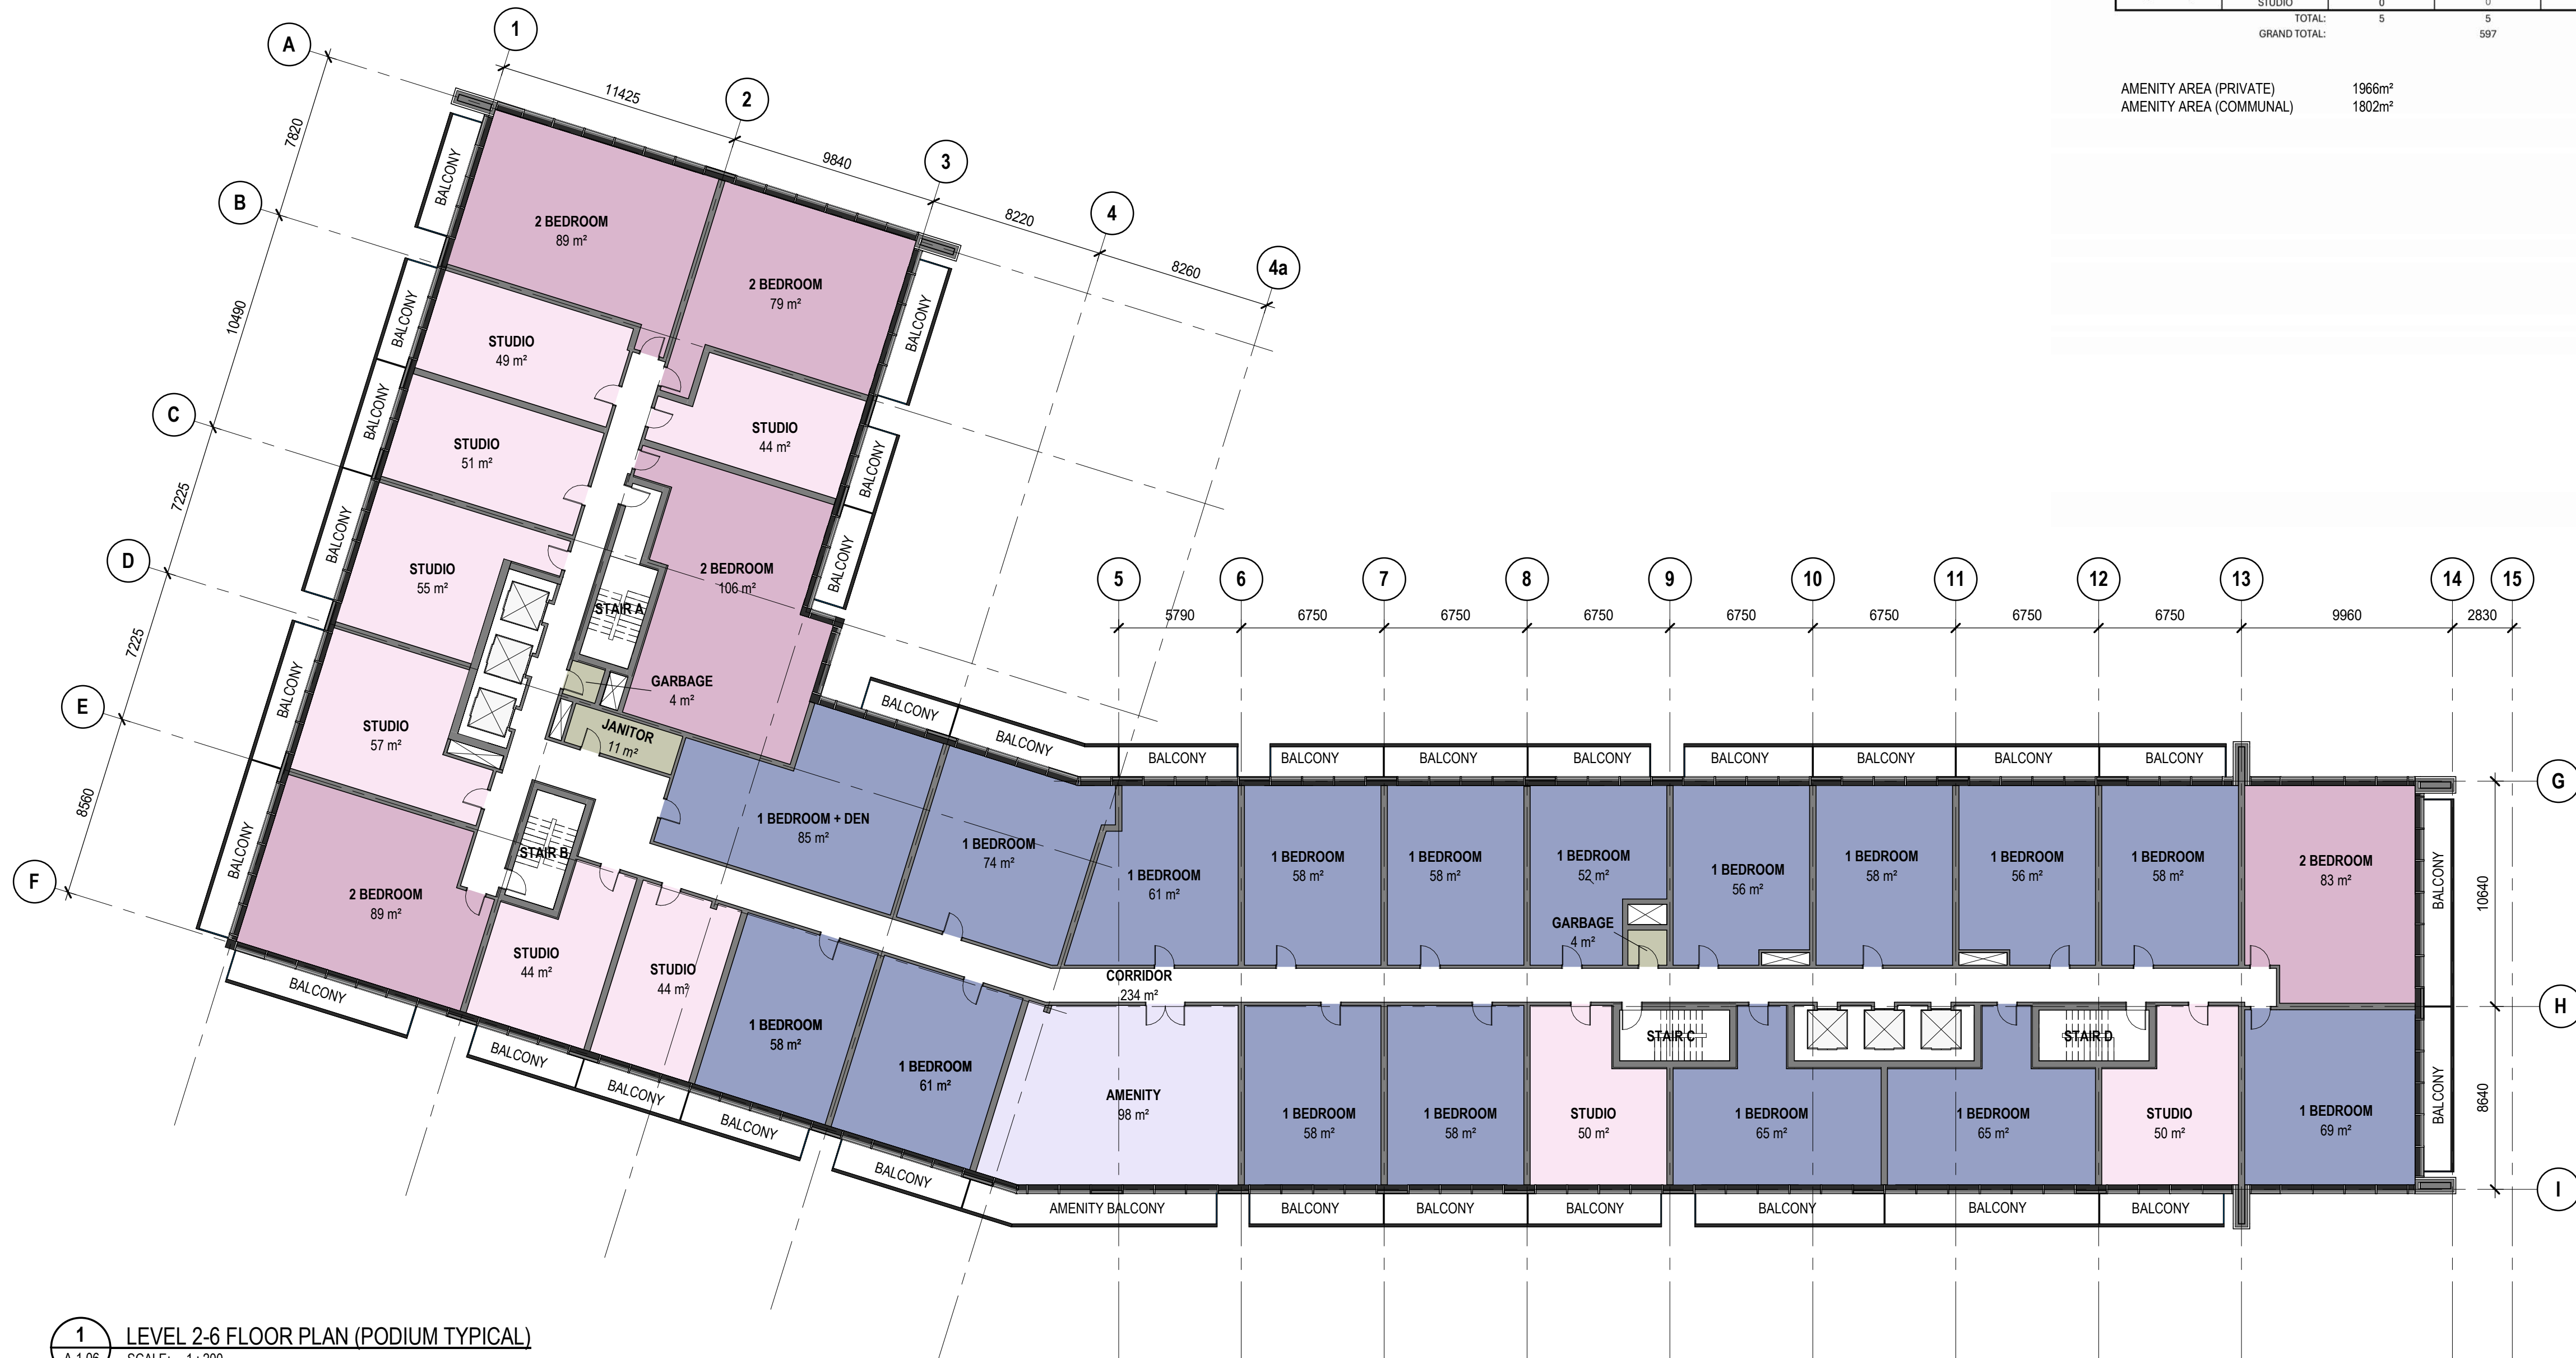 STUDIO 0 0
TOTAL: 5 5
GRAND TOTAL: 597
AMENITY AREA (PRIVATE) 1966m²
AMENITY AREA (COMMUNAL) 1802m²
1
A
11425
2
7820
9840
3
BALCONY
B
8220
4
2 BEDROOM
89 m²
8260
4a
2 BEDROOM
79 m²
10490
BALCONY
BALCONY
STUDIO
49 m²
C
BALCONY
STUDIO
44 m²
STUDIO
51 m²
BALCONY
7225
BALCONY
D
STUDIO
55 m²
2 BEDROOM
106 m²
BALCONY
STAIR A
7225
BALCONY
E
GARBAGE
4 m²
STUDIO
57 m²
JANITOR
11 m²
8560
BALCONY
F
2 BEDROOM
89 m²
STAIR B
BALCONY
STUDIO
44 m²
STUDIO
44 m²
BALCONY
BALCONY
BALCONY
BALCONY
1 BEDROOM
58 m²
1 BEDROOM
61 m²
BALCONY
BALCONY
1 BEDROOM + DEN
85 m²
1 BEDROOM
74 m²
5 6 7 8 9 10 11 12 13 14 15
5790 6750 6750 6750 6750 6750 6750 6750 9960 2830
BALCONY BALCONY BALCONY BALCONY BALCONY BALCONY BALCONY BALCONY
G
1 BEDROOM
61 m²
1 BEDROOM
58 m²
1 BEDROOM
58 m²
1 BEDROOM
52 m²
1 BEDROOM
56 m²
1 BEDROOM
58 m²
1 BEDROOM
56 m²
1 BEDROOM
58 m²
2 BEDROOM
83 m²
BALCONY
10640
GARBAGE
4 m²
CORRIDOR
234 m²
H
STAIR C
STAIR D
AMENITY
98 m²
1 BEDROOM
58 m²
1 BEDROOM
58 m²
STUDIO
50 m²
1 BEDROOM
65 m²
1 BEDROOM
65 m²
STUDIO
50 m²
1 BEDROOM
69 m²
BALCONY
8640
I
AMENITY BALCONY BALCONY BALCONY BALCONY BALCONY BALCONY BALCONY
1 LEVEL 2-6 FLOOR PLAN (PODIUM TYPICAL)
A-1.06 SCALE: 1 : 200